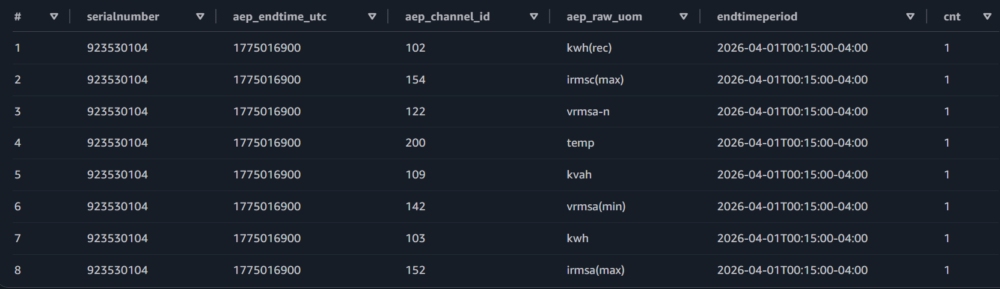 # serialnumber aep_endtime_utc aep_channel_id aep_raw_uom endtimeperiod cnt
1 923530104 1775016900 102 kwh(rec) 2026-04-01T00:15:00-04:00 1
2 923530104 1775016900 154 irmsc(max) 2026-04-01T00:15:00-04:00 1
3 923530104 1775016900 122 vrmsa-n 2026-04-01T00:15:00-04:00 1
4 923530104 1775016900 200 temp 2026-04-01T00:15:00-04:00 1
5 923530104 1775016900 109 kvah 2026-04-01T00:15:00-04:00 1
6 923530104 1775016900 142 vrmsa(min) 2026-04-01T00:15:00-04:00 1
7 923530104 1775016900 103 kwh 2026-04-01T00:15:00-04:00 1
8 923530104 1775016900 152 irmsa(max) 2026-04-01T00:15:00-04:00 1